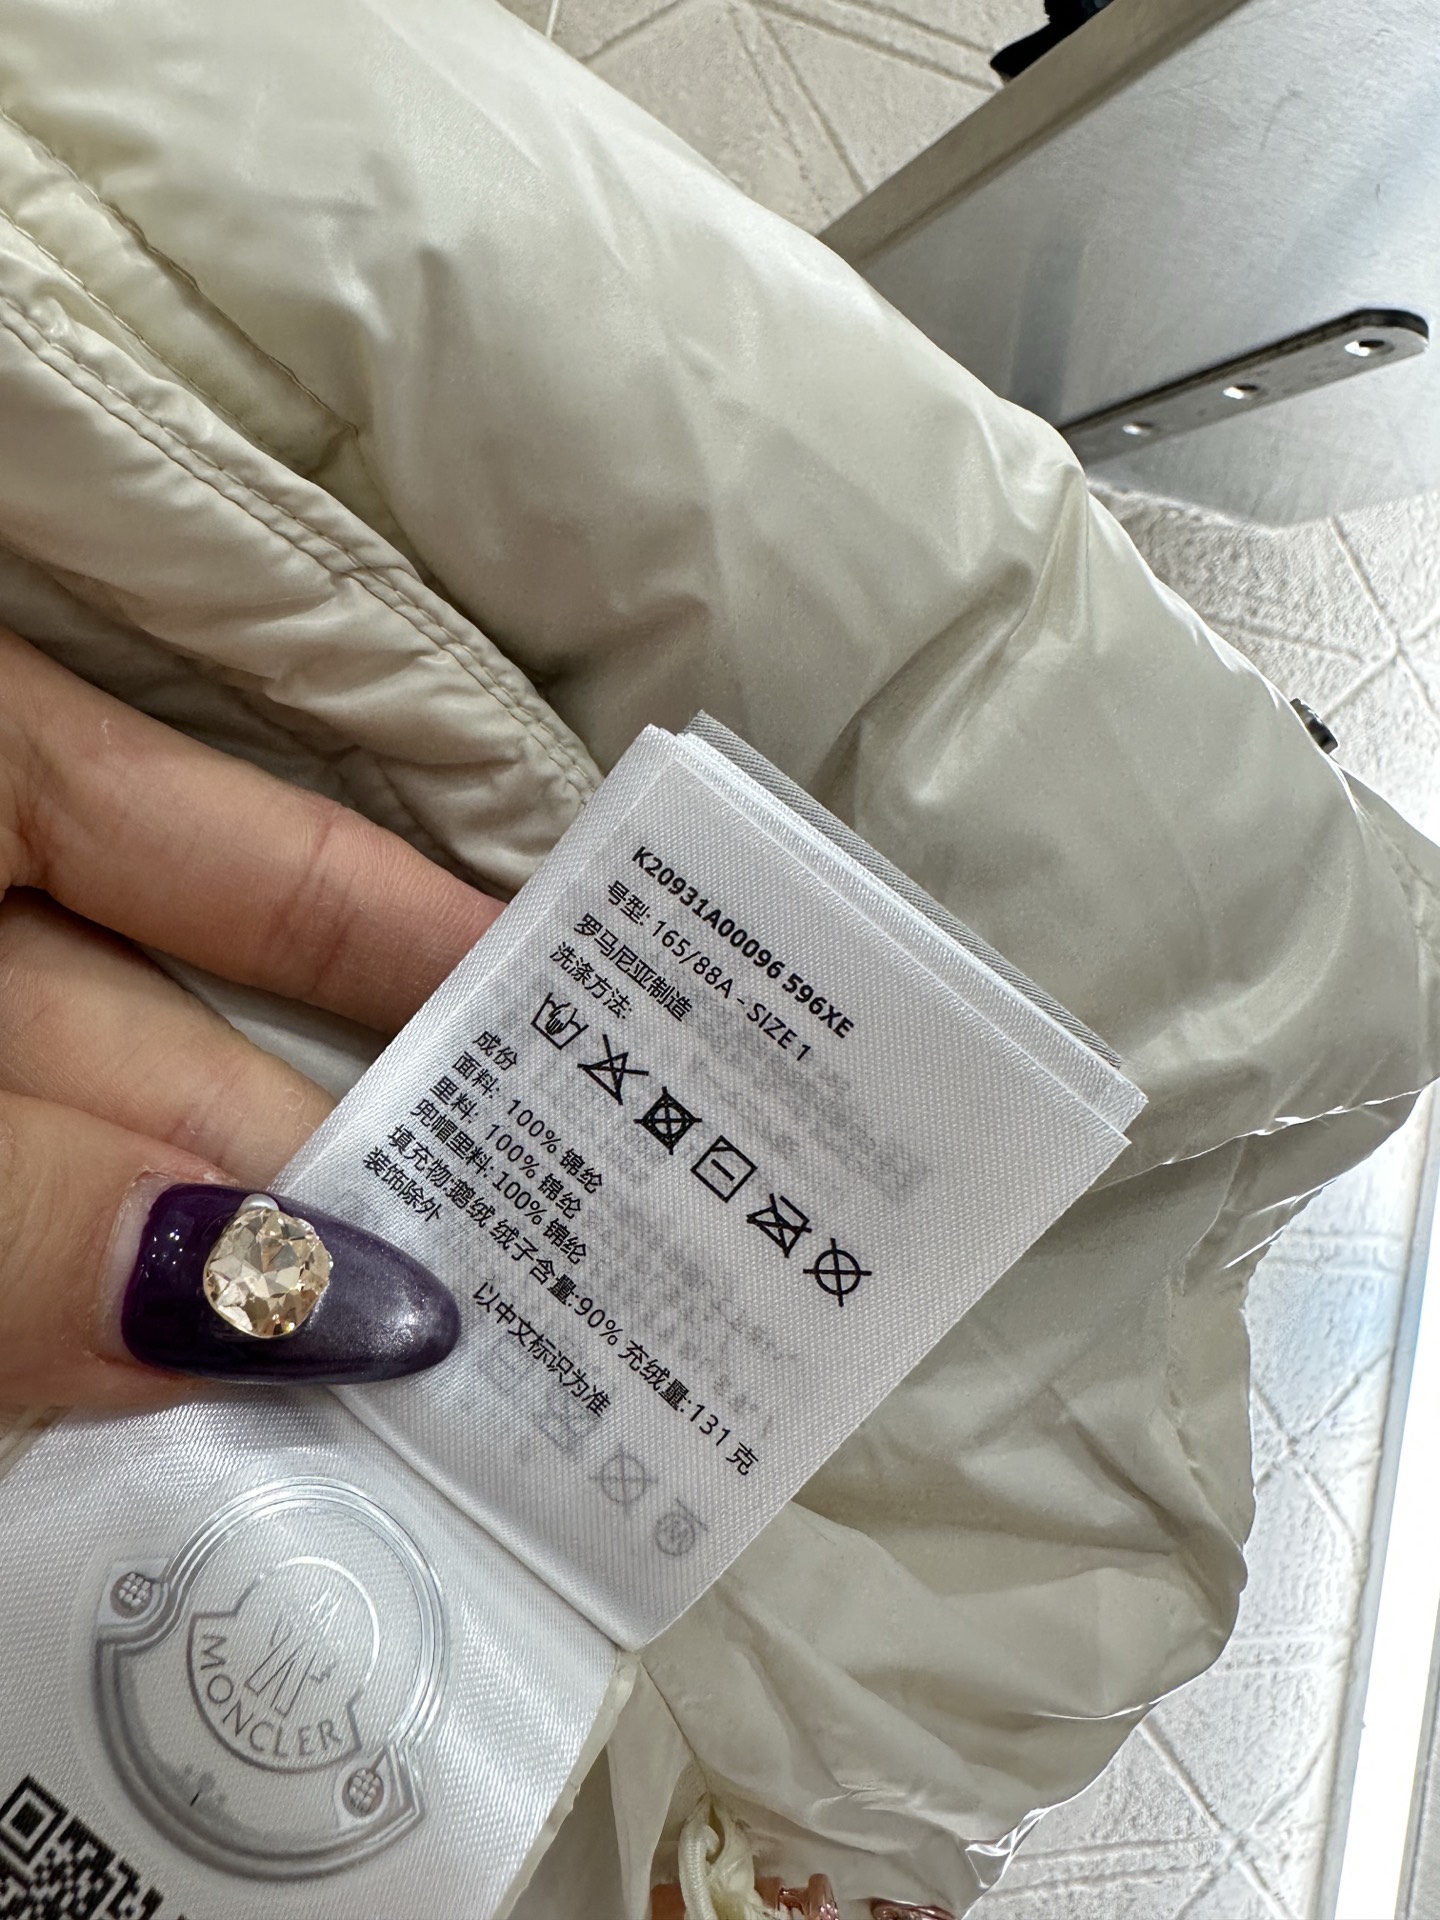 K20931A00096 596XE
号型: 165/88A - SIZE 1
罗马尼亚制造
洗涤方法:
成份
面料: 100% 锦纶
里料: 100% 锦纶
兜帽里料: 100% 锦纶
填充物:鹅绒 绒子含量:90% 充绒量:131 克
装饰除外
以中文标识为准
MONCLER